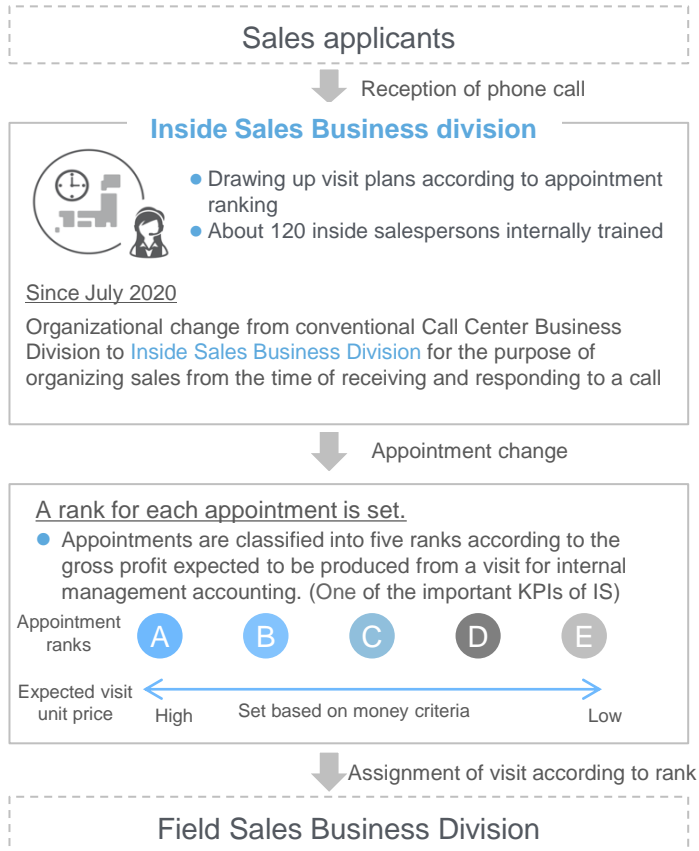 Sales applicants
Reception of phone call
Inside Sales Business division
● Drawing up visit plans according to appointment
ranking
● About 120 inside salespersons internally trained
Since July 2020
Organizational change from conventional Call Center Business
Division to Inside Sales Business Division for the purpose of
organizing sales from the time of receiving and responding to a call
Appointment change
A rank for each appointment is set.
● Appointments are classified into five ranks according to the
gross profit expected to be produced from a visit for internal
management accounting. (One of the important KPIs of IS)
Appointment
ranks
A B C D E
Expected visit
unit price
High Set based on money criteria Low
Assignment of visit according to rank
Field Sales Business Division